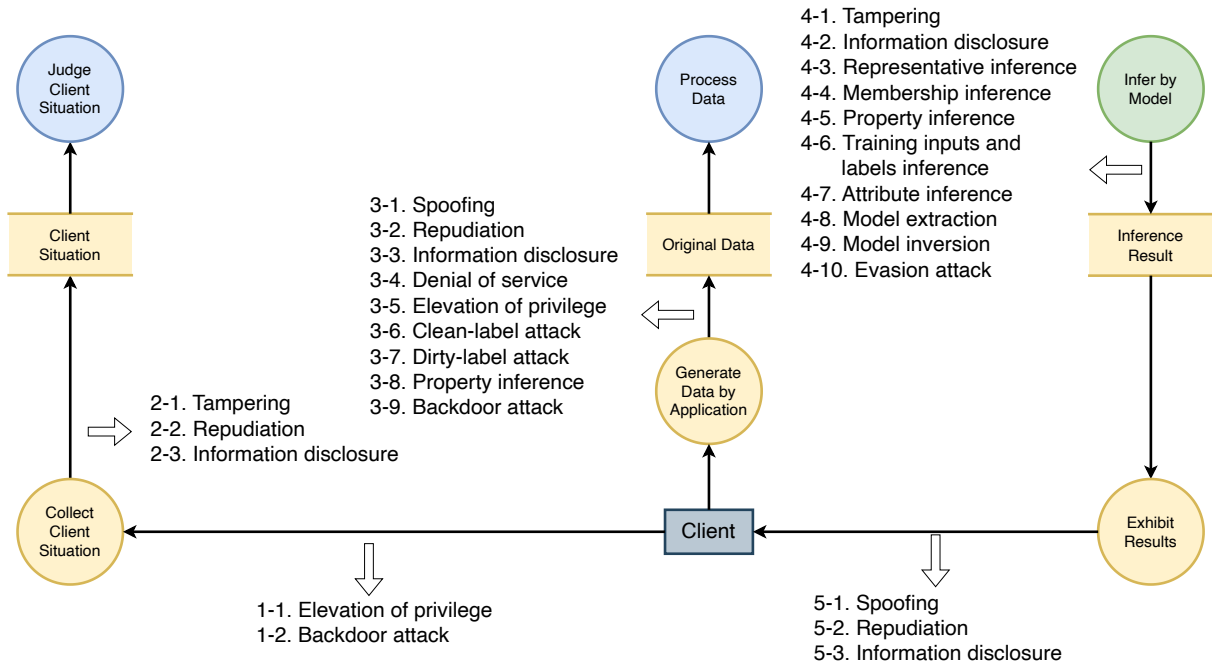 Judge
Client
Situation
Process
Data
4-1. Tampering
4-2. Information disclosure
4-3. Representative inference
4-4. Membership inference
4-5. Property inference
4-6. Training inputs and
labels inference
4-7. Attribute inference
4-8. Model extraction
4-9. Model inversion
4-10. Evasion attack
Infer by
Model
Client
Situation
3-1. Spoofing
3-2. Repudiation
3-3. Information disclosure
3-4. Denial of service
3-5. Elevation of privilege
3-6. Clean-label attack
3-7. Dirty-label attack
3-8. Property inference
3-9. Backdoor attack
Original Data
Inference
Result
Generate
Data by
Application
2-1. Tampering
2-2. Repudiation
2-3. Information disclosure
Collect
Client
Situation
Client
Exhibit
Results
1-1. Elevation of privilege
1-2. Backdoor attack
5-1. Spoofing
5-2. Repudiation
5-3. Information disclosure